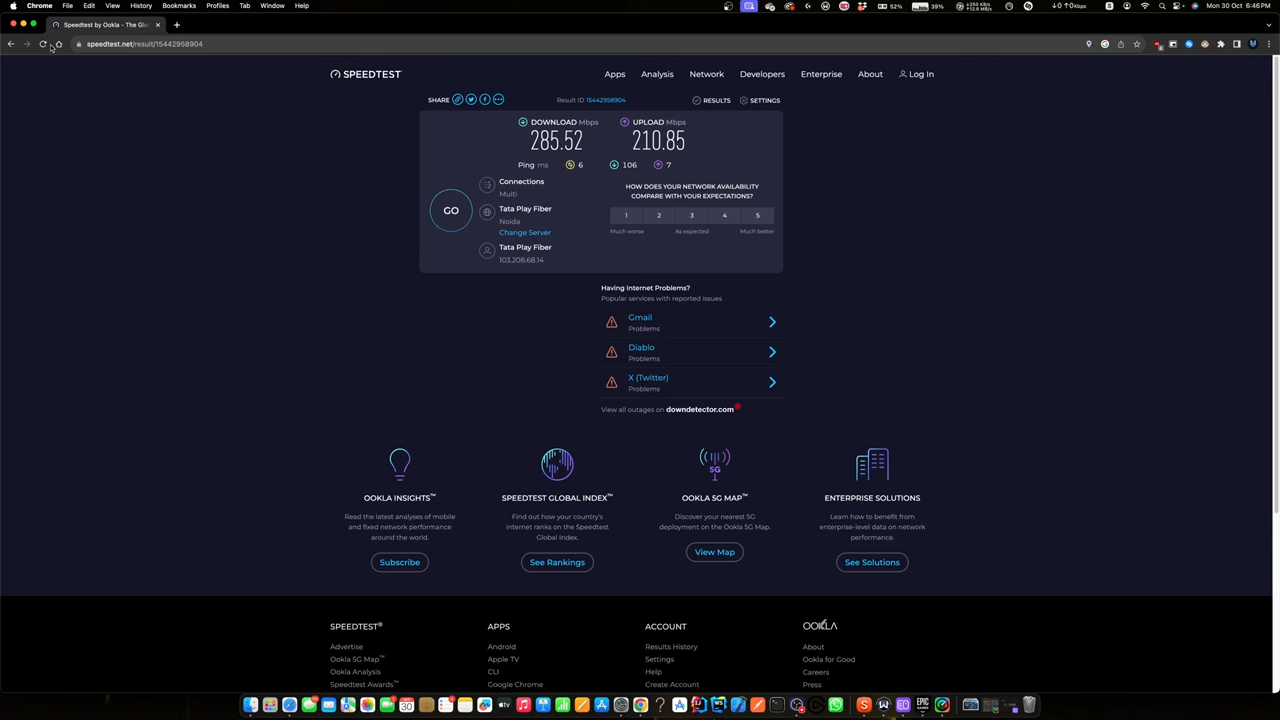 Chrome File Edit View History Bookmarks Profiles Tab Window Help 52% 39% Mon 30 Oct 6:46 PM
Speedtest by Ookla - The Glo
speedtest.net/result/15442958904
SPEEDTEST Apps Analysis Network Developers Enterprise About Log In
SHARE Result ID 15442958904 RESULTS SETTINGS
DOWNLOAD Mbps UPLOAD Mbps
285.52 210.85
Ping ms 6 106 7
GO
Connections
Multi
Tata Play Fiber
Noida
Change Server
Tata Play Fiber
103.208.68.14
HOW DOES YOUR NETWORK AVAILABILITY
COMPARE WITH YOUR EXPECTATIONS?
1 2 3 4 5
Much worse As expected Much better
Having Internet Problems?
Popular services with reported issues
Gmail
Problems
Diablo
Problems
X (Twitter)
Problems
View all outages on downdetector.com
5G
OOKLA INSIGHTS™
Read the latest analyses of mobile
and fixed network performance
around the world.
Subscribe
SPEEDTEST GLOBAL INDEX™
Find out how your country's
internet ranks on the Speedtest
Global Index.
See Rankings
OOKLA 5G MAP™
Discover your nearest 5G
deployment on the Ookla 5G Map.
View Map
ENTERPRISE SOLUTIONS
Learn how to benefit from
enterprise-level data on network
performance.
See Solutions
SPEEDTEST®
Advertise
Ookla 5G Map™
Ookla Analysis
Speedtest Awards™
APPS
Android
Apple TV
CLI
Google Chrome
ACCOUNT
Results History
Settings
Help
Create Account
OOKLA
About
Ookla for Good
Careers
Press